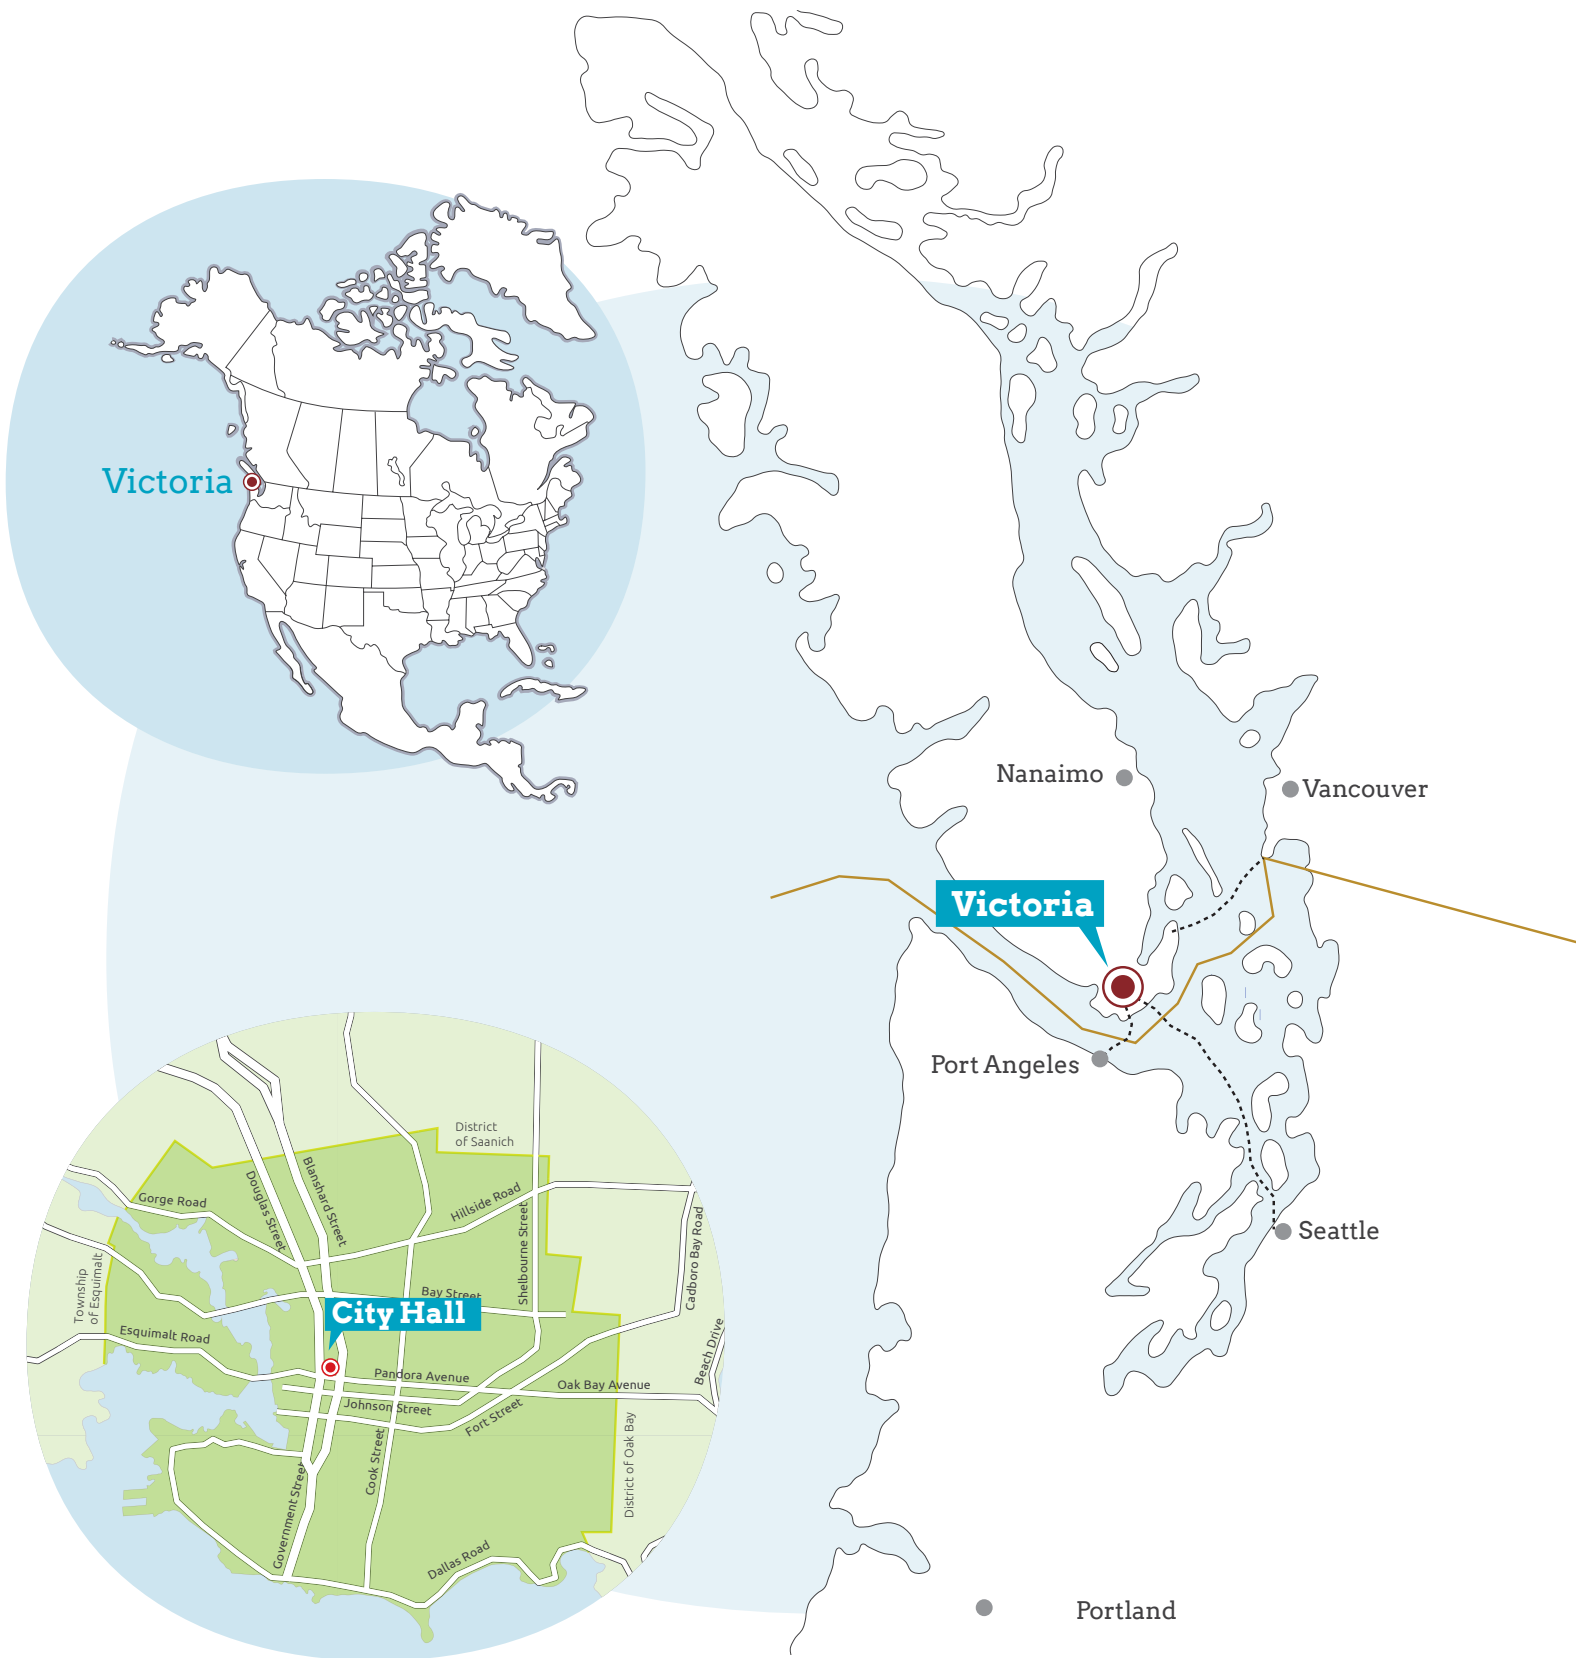 Victoria
Nanaimo
Vancouver
Victoria
Port Angeles
Seattle
Portland
District
of Saanich
Gorge Road
Douglas Street
Blanshard Street
Hillside Road
Shelbourne Street
Cadboro Bay Road
Township
of Esquimalt
Bay Street
City Hall
Esquimalt Road
Beach Drive
Pandora Avenue
Oak Bay Avenue
Johnson Street
Fort Street
Cook Street
District of Oak Bay
Government Street
Dallas Road